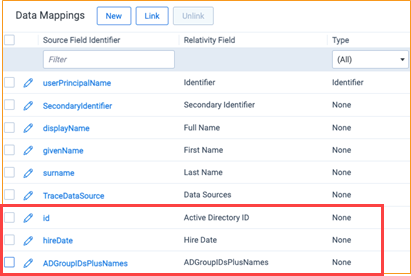 Data Mappings New Link Unlink
Source Field Identifier Relativity Field Type
Filter (All)
userPrincipalName Identifier Identifier
SecondaryIdentifier Secondary Identifier None
displayName Full Name None
givenName First Name None
surname Last Name None
TraceDataSource Data Sources None
id Active Directory ID None
hireDate Hire Date None
ADGroupIDsPlusNames ADGroupIDsPlusNames None